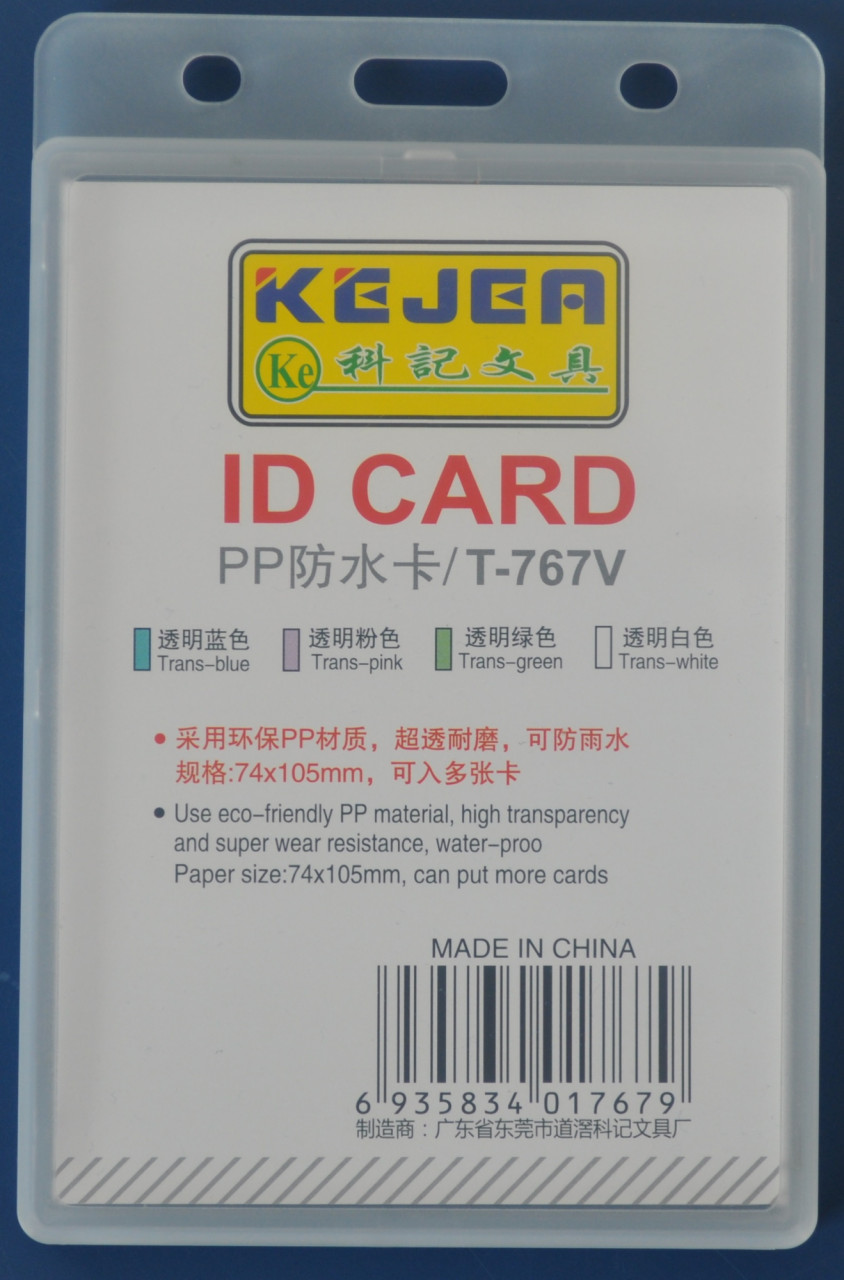 KEJEA
Ke 科記文具
ID CARD
PP防水卡/T-767V
透明蓝色 透明粉色 透明绿色 透明白色
Trans-blue Trans-pink Trans-green Trans-white
• 采用环保PP材质，超透耐磨，可防雨水
规格:74x105mm，可入多张卡
• Use eco-friendly PP material, high transparency
and super wear resistance, water-proo
Paper size:74x105mm, can put more cards
MADE IN CHINA
6 935834 017679
制造商：广东省东莞市道滘科记文具厂